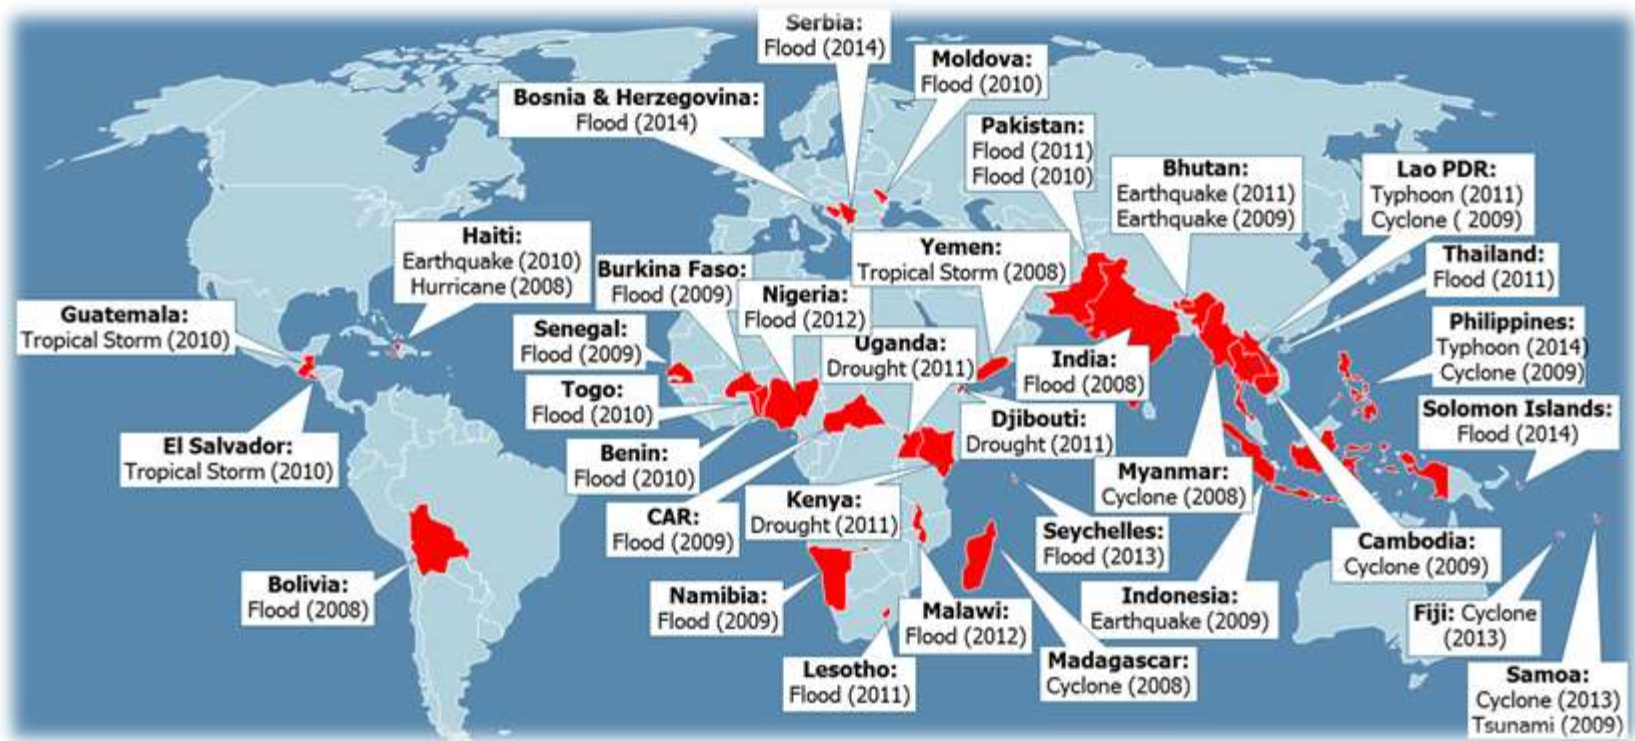 Serbia:
Flood (2014)
Moldova:
Flood (2010)
Bosnia & Herzegovina:
Flood (2014)
Pakistan:
Flood (2011)
Flood (2010)
Bhutan:
Earthquake (2011)
Earthquake (2009)
Lao PDR:
Typhoon (2011)
Cyclone ( 2009)
Haiti:
Earthquake (2010)
Hurricane (2008)
Burkina Faso:
Flood (2009)
Yemen:
Tropical Storm (2008)
Thailand:
Flood (2011)
Nigeria:
Flood (2012)
Guatemala:
Tropical Storm (2010)
Senegal:
Flood (2009)
Uganda:
Drought (2011)
India:
Flood (2008)
Philippines:
Typhoon (2014)
Cyclone (2009)
Togo:
Flood (2010)
Djibouti:
Drought (2011)
Solomon Islands:
Flood (2014)
El Salvador:
Tropical Storm (2010)
Benin:
Flood (2010)
Myanmar:
Cyclone (2008)
Kenya:
Drought (2011)
CAR:
Flood (2009)
Seychelles:
Flood (2013)
Cambodia:
Cyclone (2009)
Bolivia:
Flood (2008)
Namibia:
Flood (2009)
Malawi:
Flood (2012)
Indonesia:
Earthquake (2009)
Fiji: Cyclone
(2013)
Lesotho:
Flood (2011)
Madagascar:
Cyclone (2008)
Samoa:
Cyclone (2013)
Tsunami (2009)